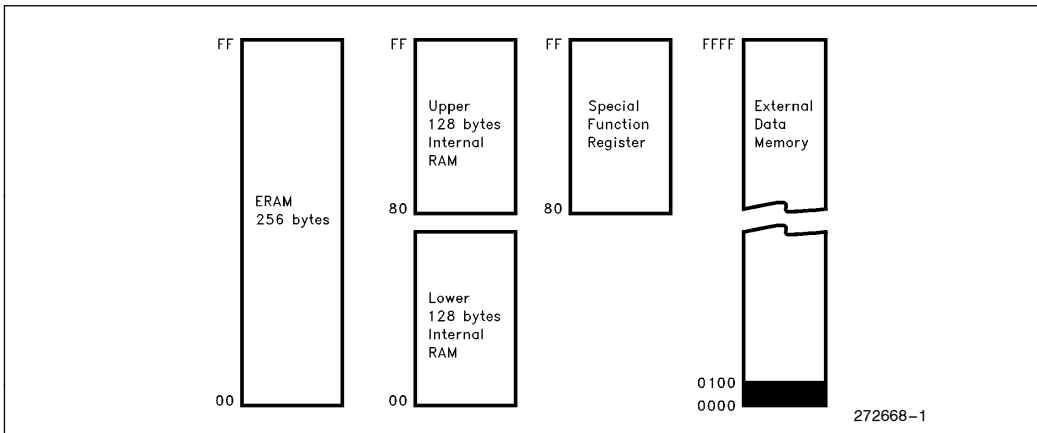 FF
ERAM
256 bytes
00
FF
Upper
128 bytes
Internal
RAM
80
Lower
128 bytes
Internal
RAM
00
FF
Special
Function
Register
80
FFFF
External
Data
Memory
0100
0000
272668-1